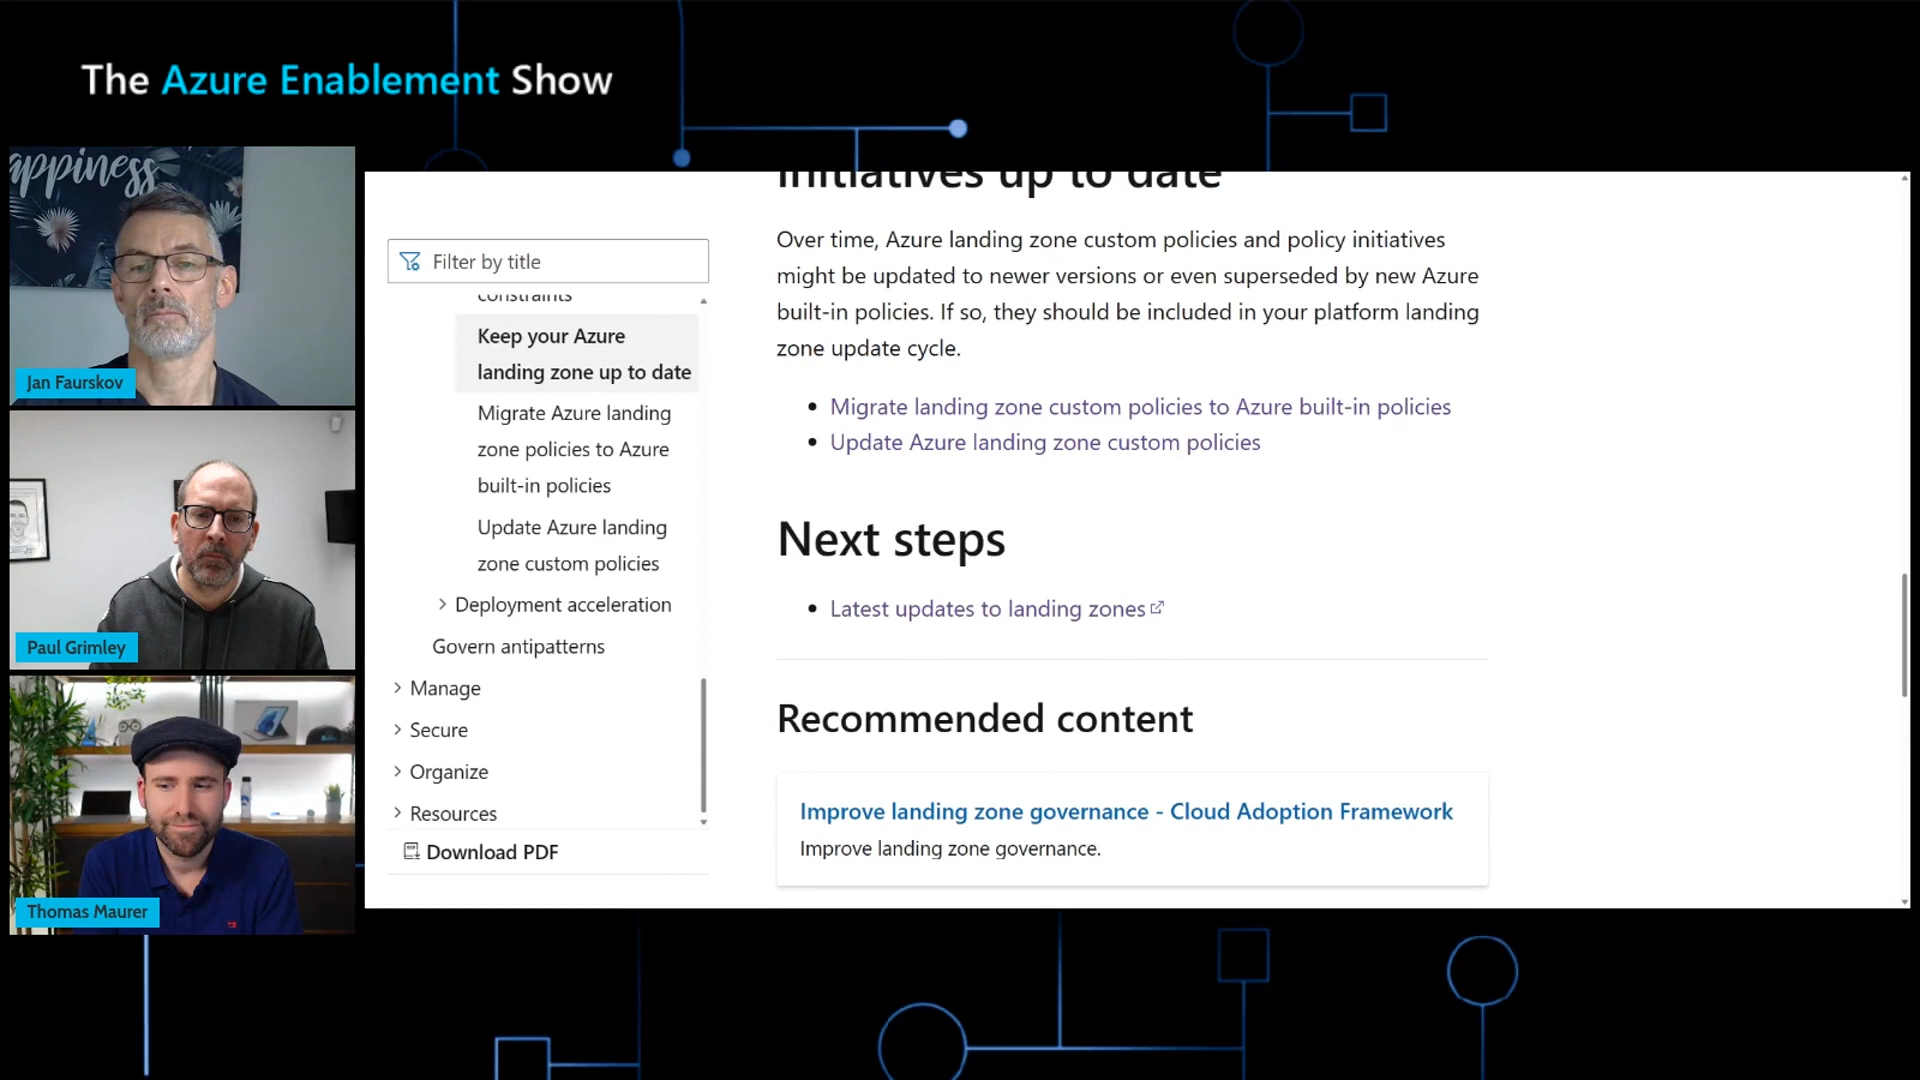 The Azure Enablement Show
appiness
Jan Faurskov
Paul Grimley
Thomas Maurer
Filter by title
constraints
Keep your Azure
landing zone up to date
Migrate Azure landing
zone policies to Azure
built-in policies
Update Azure landing
zone custom policies
Deployment acceleration
Govern antipatterns
Manage
Secure
Organize
Resources
Download PDF
initiatives up to date
Over time, Azure landing zone custom policies and policy initiatives
might be updated to newer versions or even superseded by new Azure
built-in policies. If so, they should be included in your platform landing
zone update cycle.
Migrate landing zone custom policies to Azure built-in policies
Update Azure landing zone custom policies
Next steps
Latest updates to landing zones
Recommended content
Improve landing zone governance - Cloud Adoption Framework
Improve landing zone governance.